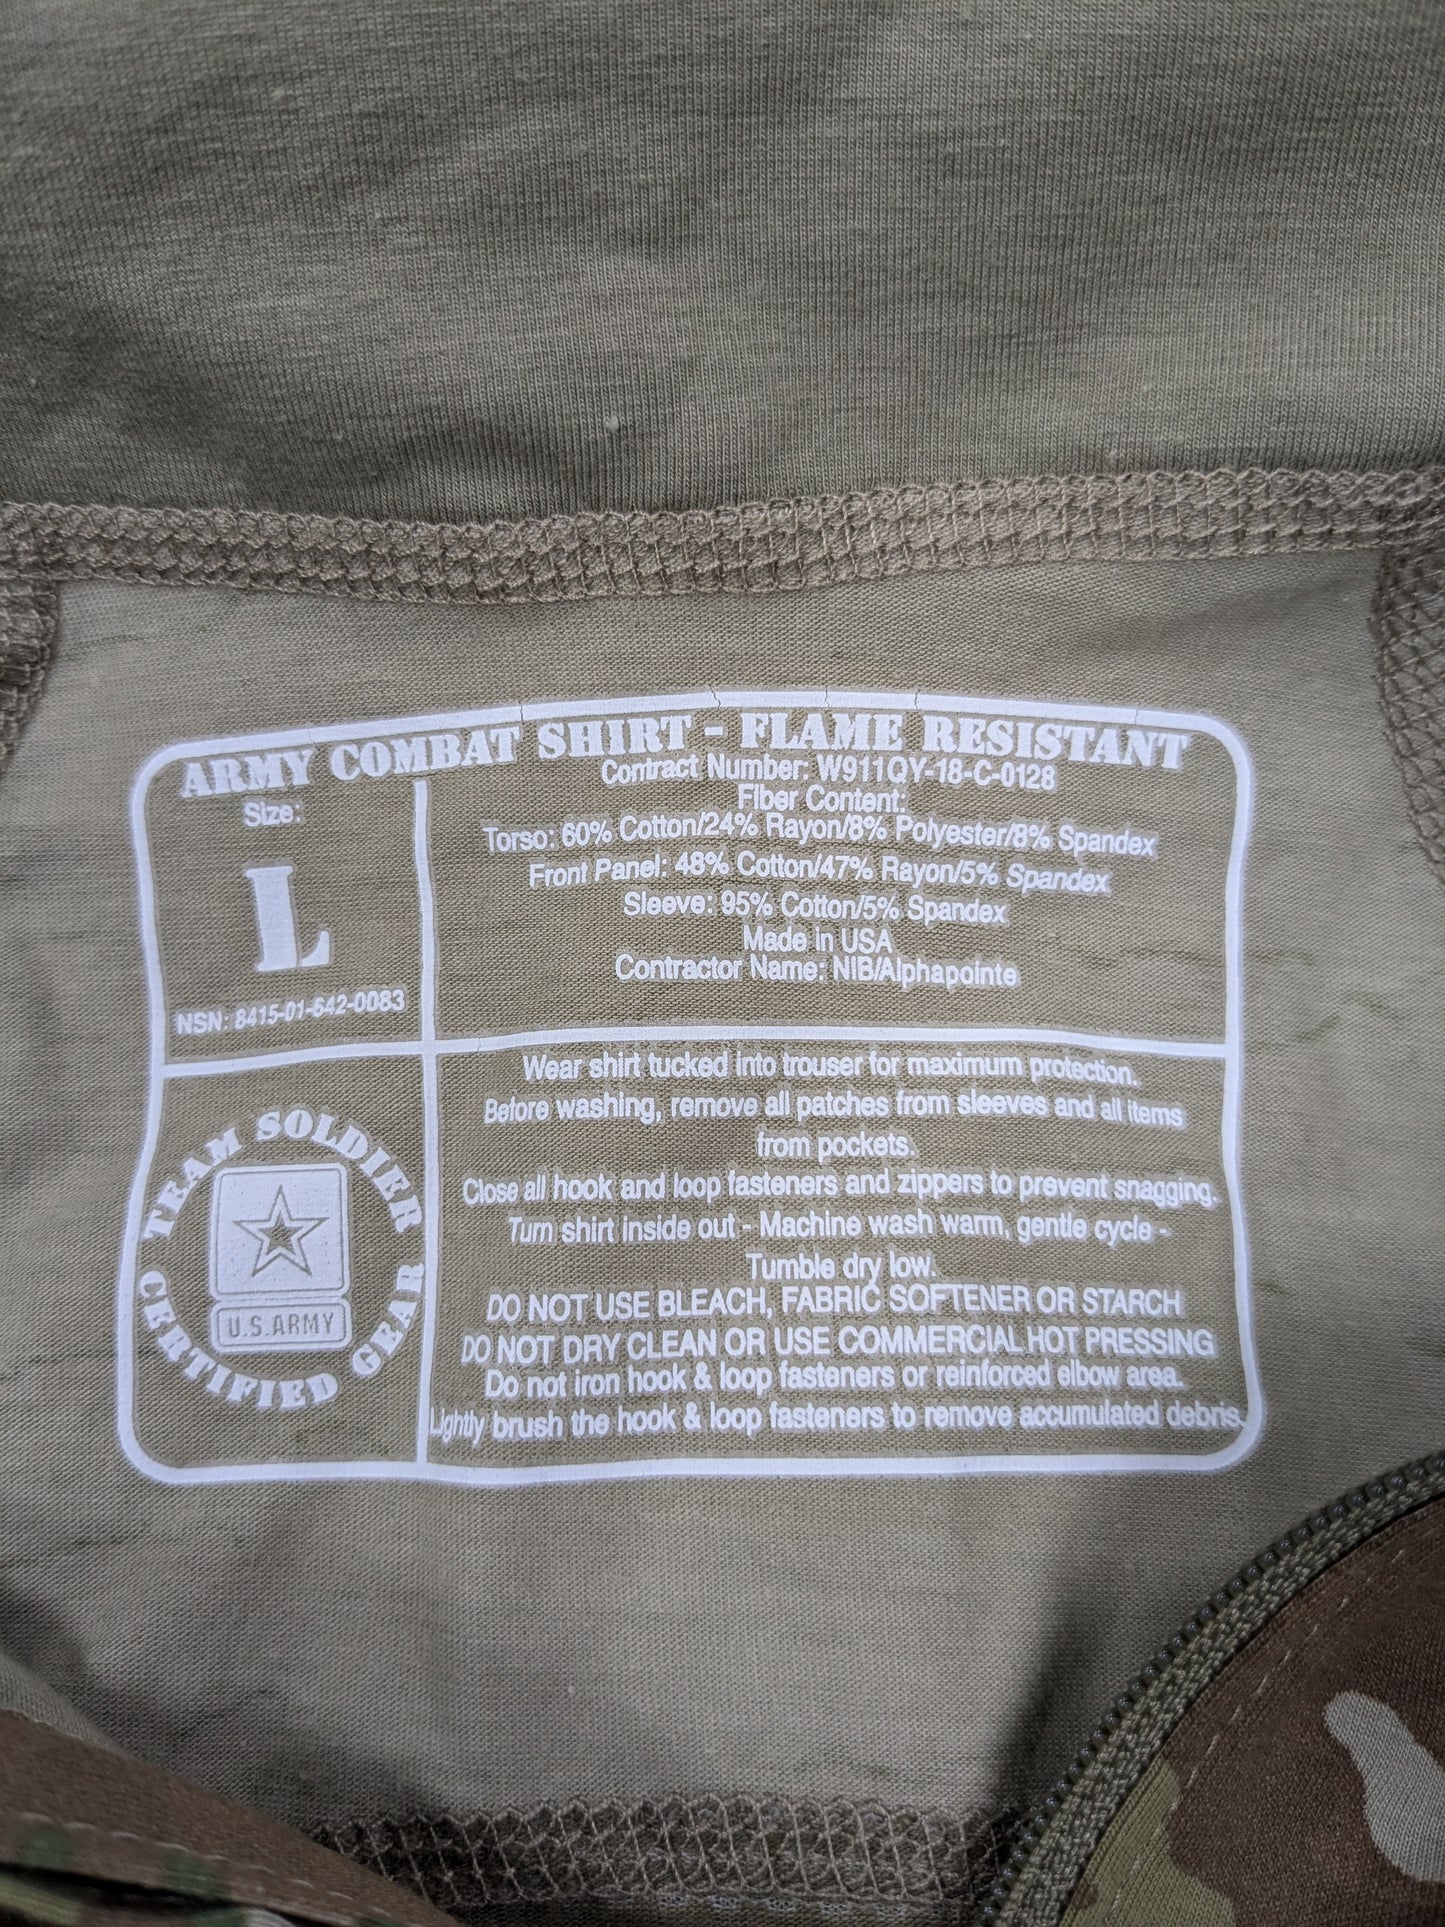 ARMY COMBAT SHIRT - FLAME RESISTANT
Size:
L
NSN: 8415-01-642-0083
Contract Number: W911QY-18-C-0128
Fiber Content:
Torso: 60% Cotton/24% Rayon/8% Polyester/8% Spandex
Front Panel: 48% Cotton/47% Rayon/5% Spandex
Sleeve: 95% Cotton/5% Spandex
Made in USA
Contractor Name: NIB/Alphapointe
TEAM SOLDIER
U.S.ARMY
CERTIFIED GEAR
Wear shirt tucked into trouser for maximum protection.
Before washing, remove all patches from sleeves and all items
from pockets.
Close all hook and loop fasteners and zippers to prevent snagging.
Turn shirt inside out - Machine wash warm, gentle cycle -
Tumble dry low.
DO NOT USE BLEACH, FABRIC SOFTENER OR STARCH
DO NOT DRY CLEAN OR USE COMMERCIAL HOT PRESSING
Do not iron hook & loop fasteners or reinforced elbow area.
Lightly brush the hook & loop fasteners to remove accumulated debris.